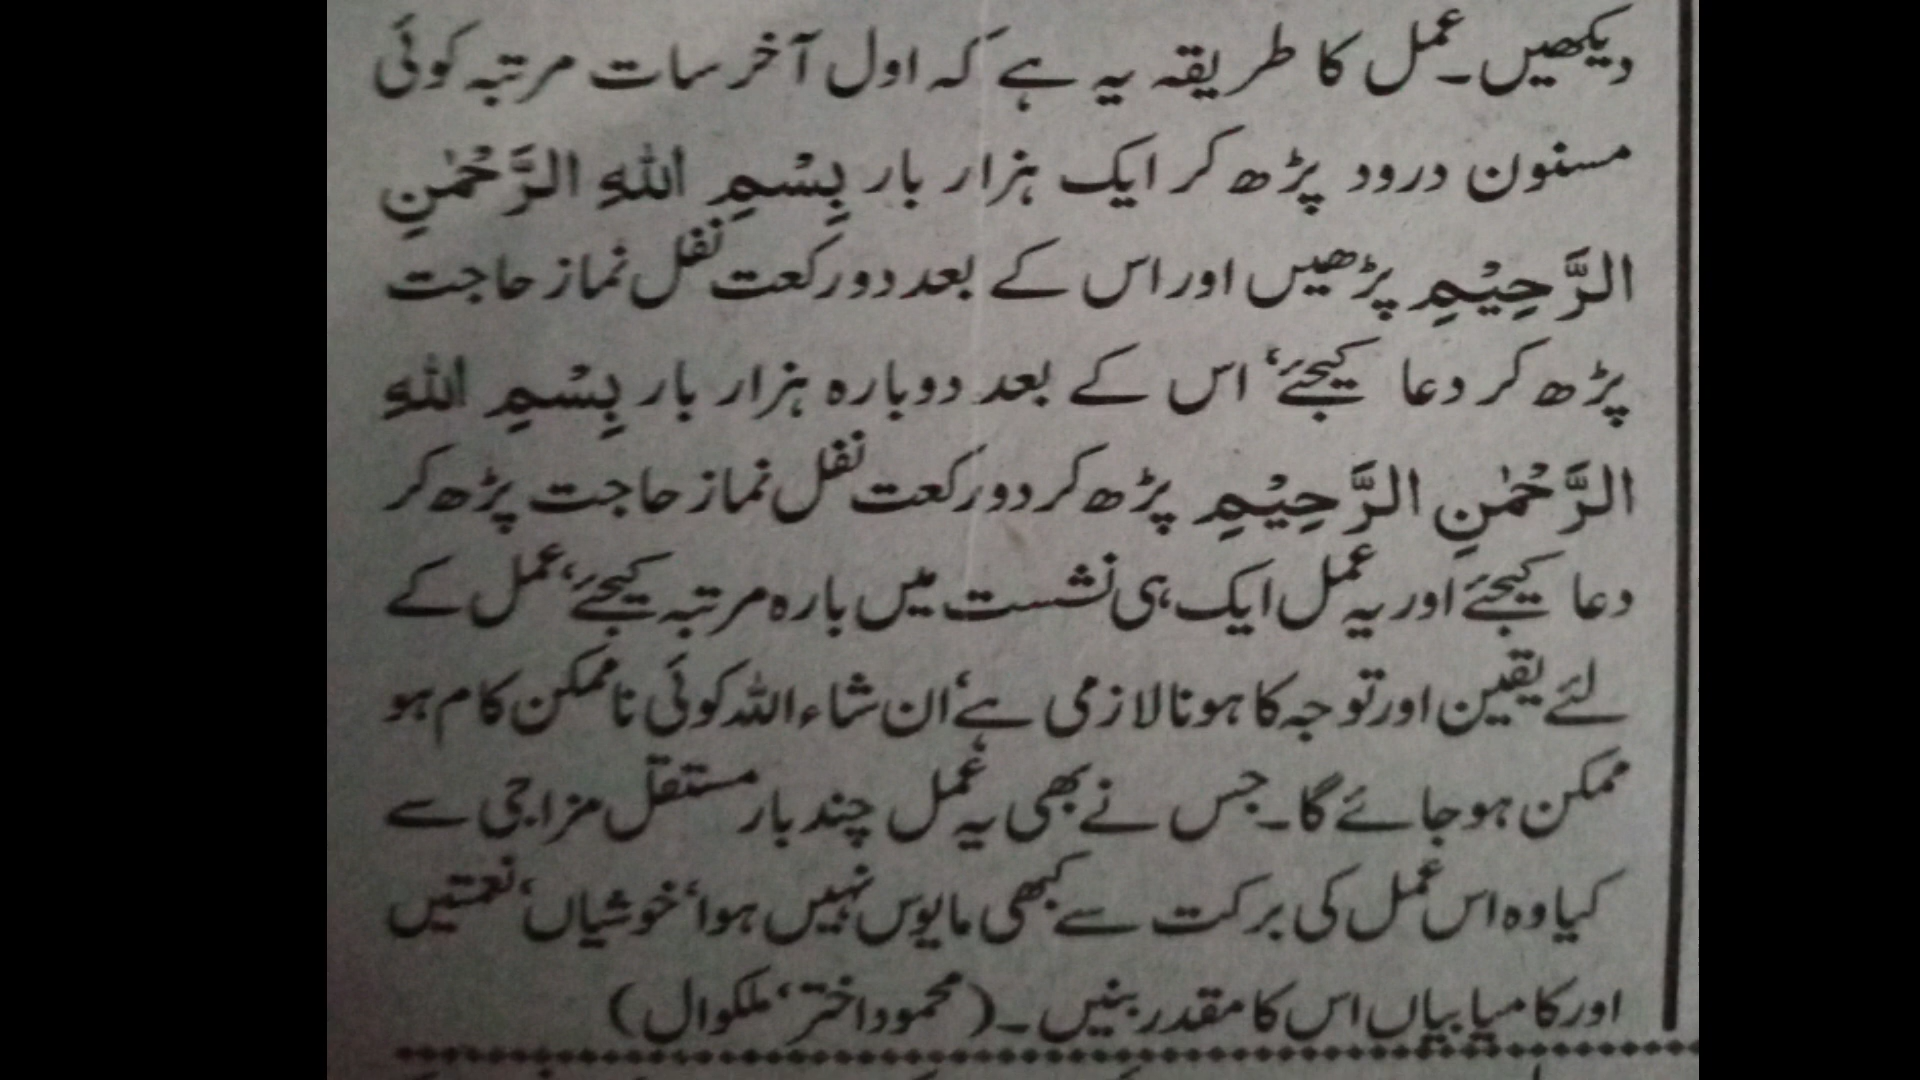 دیکھیں۔ عمل کا طریقہ یہ ہے کہ اول آخر سات مرتبہ کوئی
مسنون درود پڑھ کر ایک ہزار بار بِسْمِ اللّٰهِ الرَّحْمٰنِ
الرَّحِیْمِ پڑھیں اور اس کے بعد دو رکعت نفل نماز حاجت
پڑھ کر دعا کیجئے‘ اس کے بعد دوبارہ ہزار بار بِسْمِ اللّٰهِ
الرَّحْمٰنِ الرَّحِیْمِ پڑھ کر دو رکعت نفل نماز حاجت پڑھ کر
دعا کیجئے اور یہ عمل ایک ہی نشست میں بارہ مرتبہ کیجئے‘ عمل کے
لئے یقین اور توجہ کا ہونا لازمی ہے‘ ان شاء اللہ کوئی ناممکن کام ہو
ممکن ہو جائے گا۔ جس نے بھی یہ عمل چند بار مستقل مزاجی سے
کیا وہ اس عمل کی برکت سے کبھی مایوس نہیں ہوا‘ خوشیاں‘ نعمتیں
اور کامیابیاں اس کا مقدر بنیں۔ (محمود اختر‘ ملکوال)